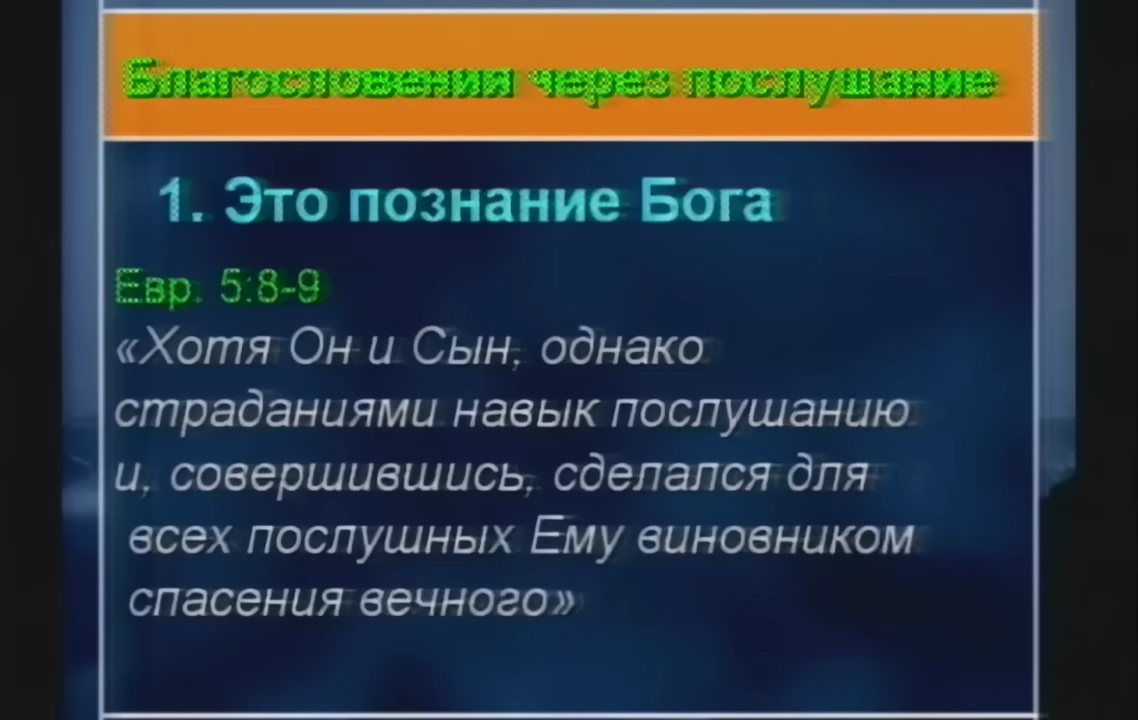 Благословения через послушание
1. Это познание Бога
Евр. 5:8-9
«Хотя Он и Сын, однако
страданиями навык послушанию
и, совершившись, сделался для
всех послушных Ему виновником
спасения вечного»